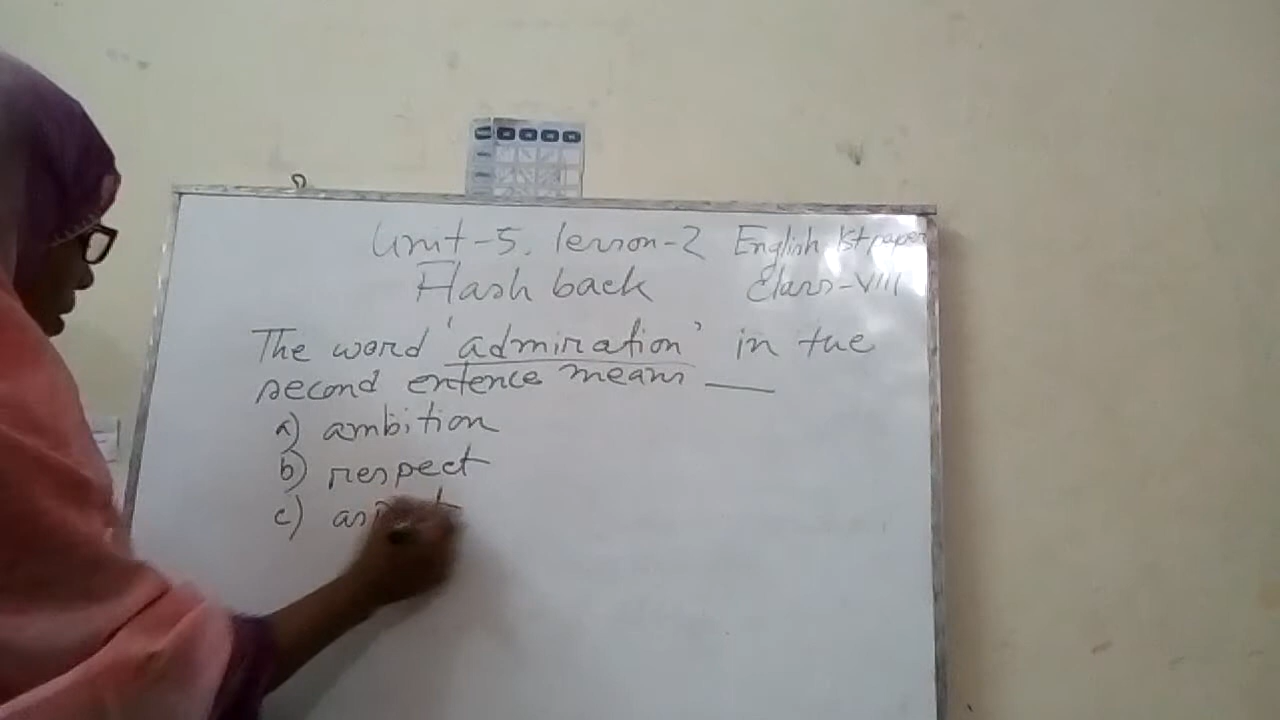 Unit-5. lesson-2 English 1st paper
Flash back Class-VIII
The word 'admiration' in the
second entence means ___
a) ambition
b) respect
c)